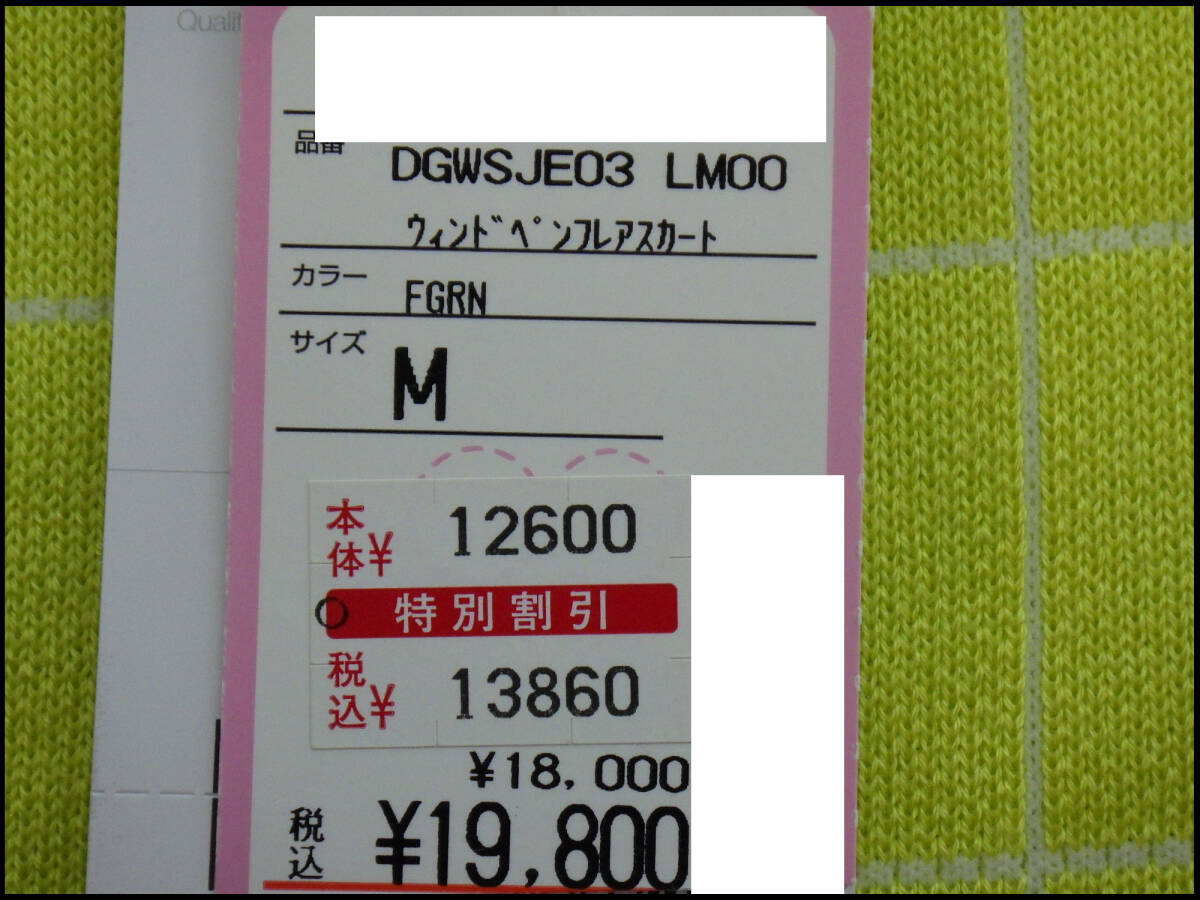 Qualit
品番
DGWSJE03 LM00
ウィンドペンフレアスカート
カラー
FGRN
サイズ
M
本体¥ 12600
特別割引
税込¥ 13860
¥18,000
税込 ¥19,800